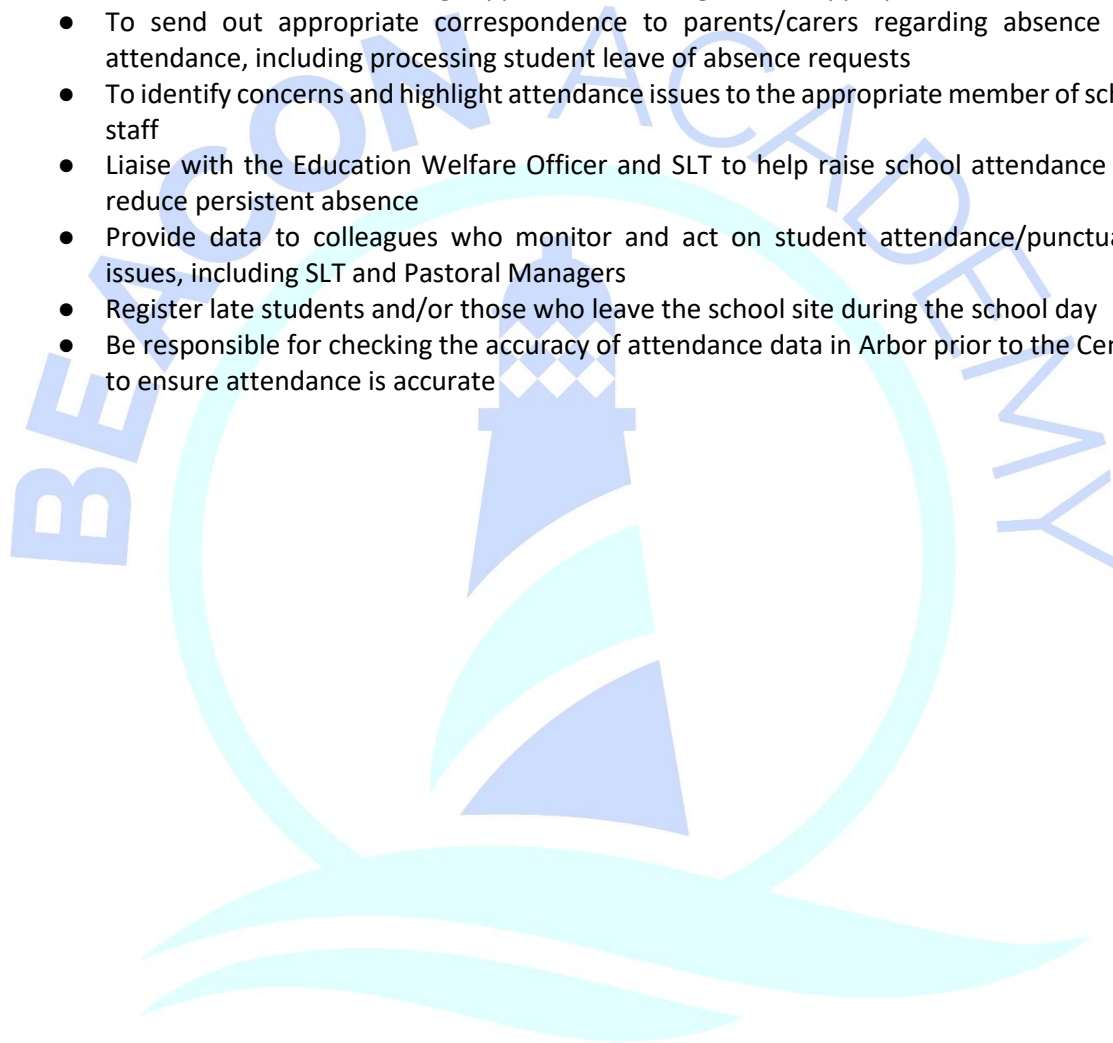 ● To send out appropriate correspondence to parents/carers regarding absence
attendance, including processing student leave of absence requests
● To identify concerns and highlight attendance issues to the appropriate member of sch
staff
● Liaise with the Education Welfare Officer and SLT to help raise school attendance
reduce persistent absence
● Provide data to colleagues who monitor and act on student attendance/punctua
issues, including SLT and Pastoral Managers
● Register late students and/or those who leave the school site during the school day
● Be responsible for checking the accuracy of attendance data in Arbor prior to the Cen
to ensure attendance is accurate
BEACON ACADEMY